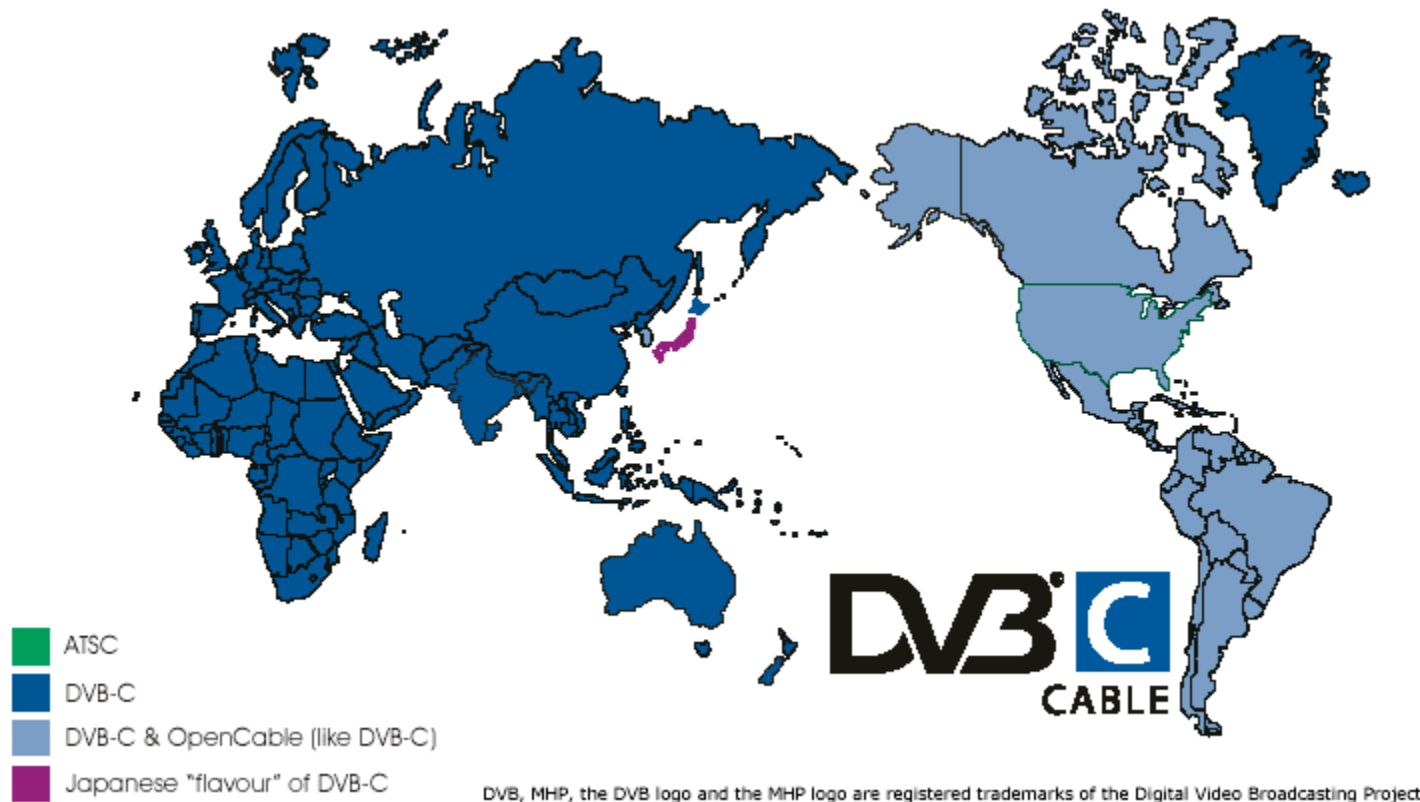 DVB® C
CABLE
ATSC
DVB-C
DVB-C & OpenCable (like DVB-C)
Japanese "flavour" of DVB-C
DVB, MHP, the DVB logo and the MHP logo are registered trademarks of the Digital Video Broadcasting Project